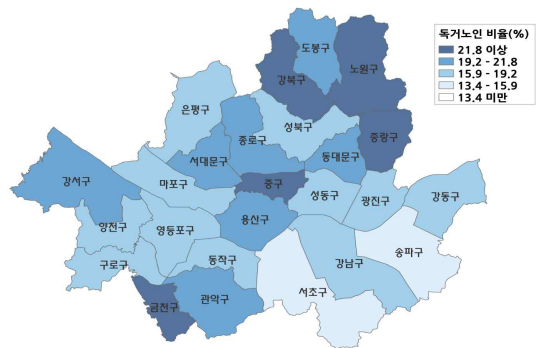 독거노인 비율(%)
21.8 이상
19.2 - 21.8
15.9 - 19.2
13.4 - 15.9
13.4 미만
도봉구
노원구
강북구
은평구
성북구
중랑구
종로구
서대문구
동대문구
강서구
마포구
중구
성동구
광진구
강동구
양천구
영등포구
용산구
구로구
동작구
강남구
송파구
금천구
관악구
서초구